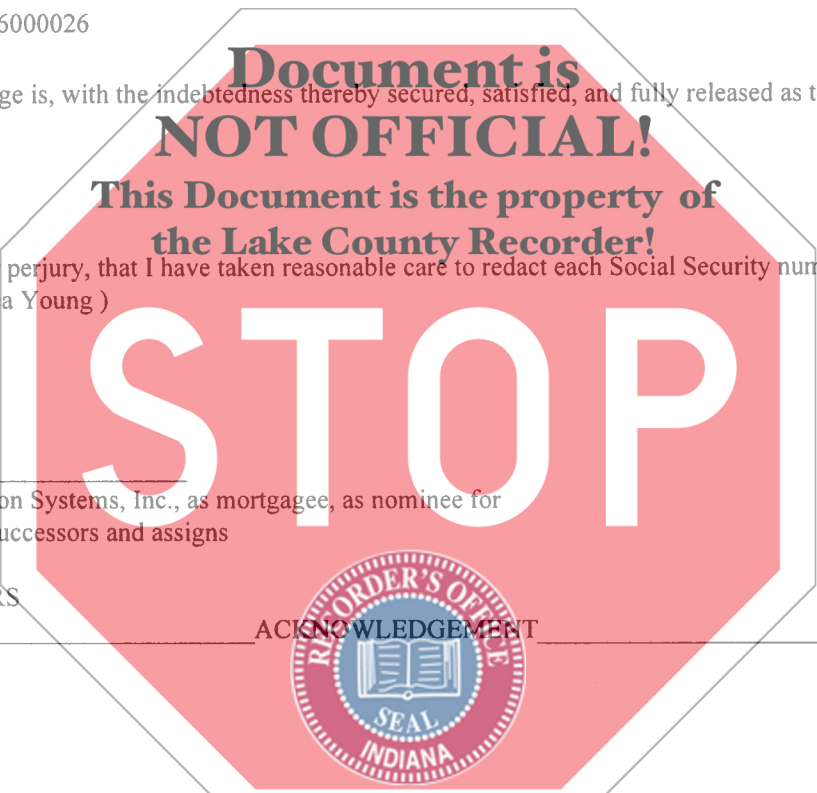 6000026
Document is
ge is, with the indebtedness thereby secured, satisfied, and fully released as t
NOT OFFICIAL!
This Document is the property of
the Lake County Recorder!
perjury, that I have taken reasonable care to redact each Social Security num
a Young )
STOP
on Systems, Inc., as mortgagee, as nominee for
uccessors and assigns
RS
ACKNOWLEDGEMENT
RECORDER'S OFFICE
SEAL
INDIANA